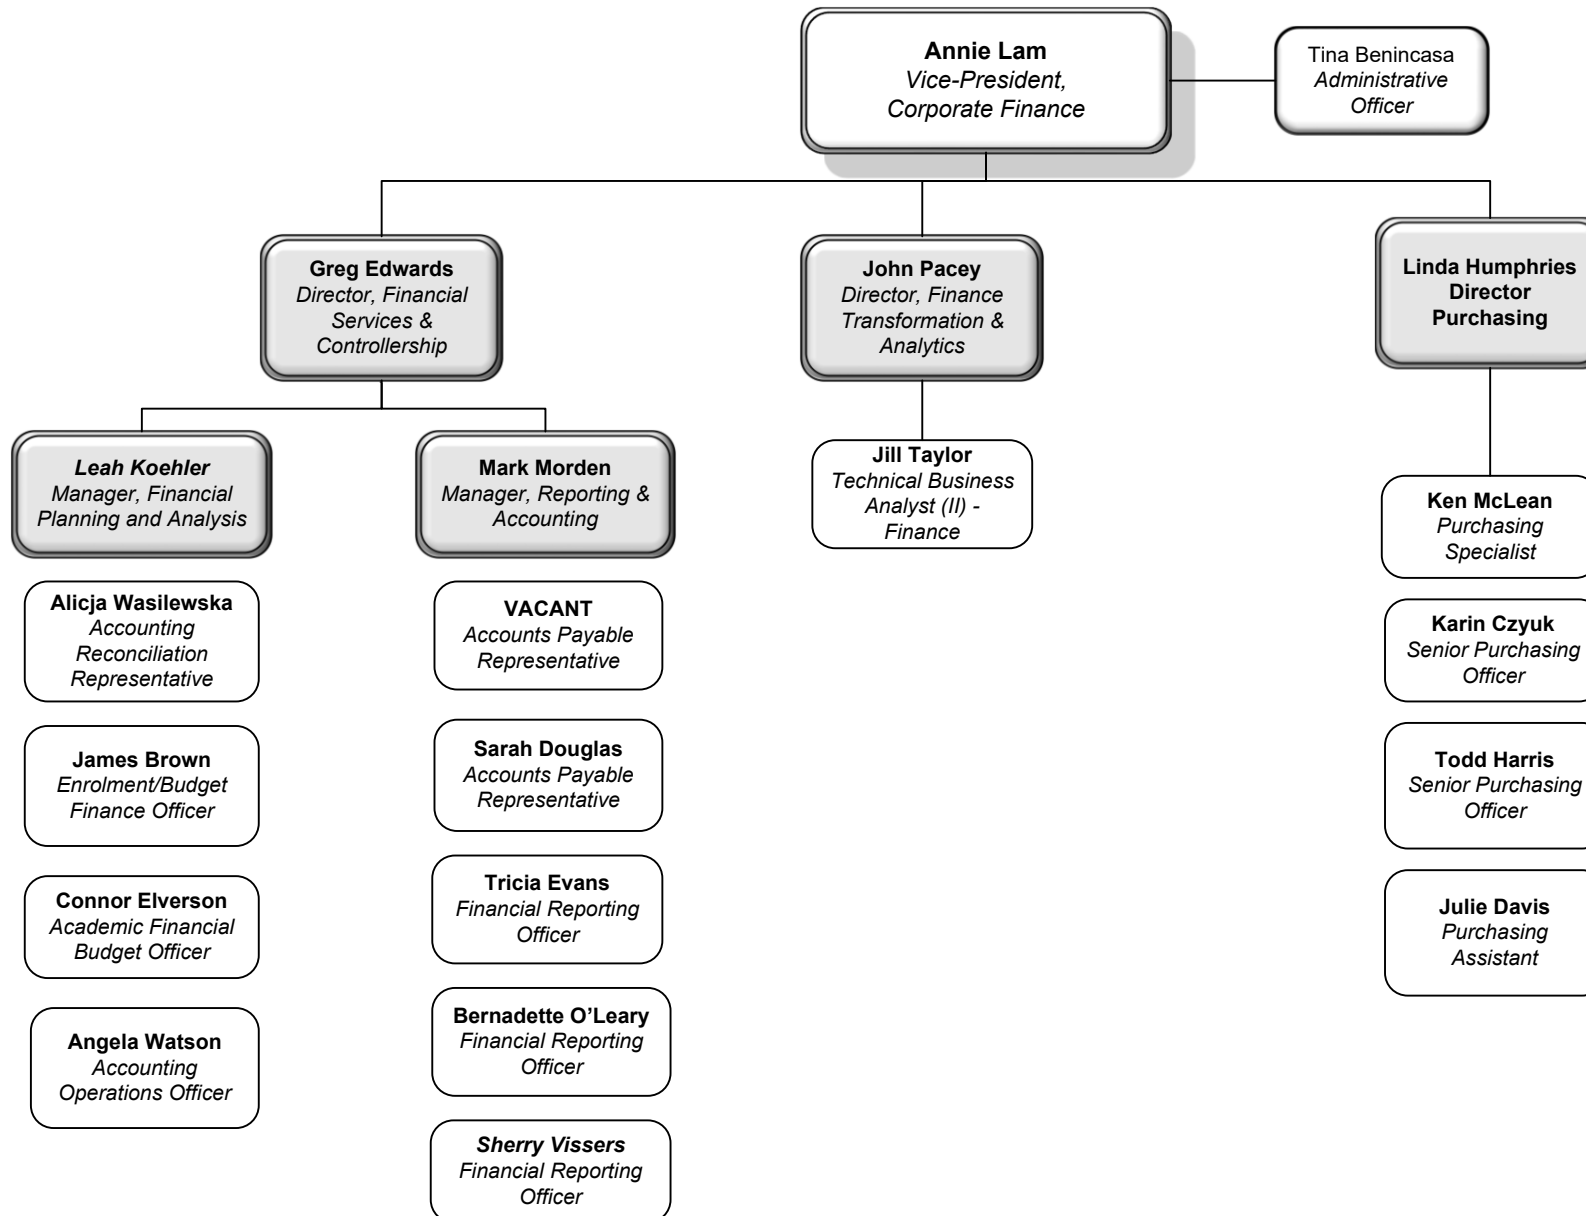 Annie Lam
Vice-President,
Corporate Finance
Tina Benincasa
Administrative
Officer
Greg Edwards
Director, Financial
Services &
Controllership
John Pacey
Director, Finance
Transformation &
Analytics
Linda Humphries
Director
Purchasing
Leah Koehler
Manager, Financial
Planning and Analysis
Mark Morden
Manager, Reporting &
Accounting
Jill Taylor
Technical Business
Analyst (II) -
Finance
Ken McLean
Purchasing
Specialist
Alicja Wasilewska
Accounting
Reconciliation
Representative
VACANT
Accounts Payable
Representative
Karin Czyuk
Senior Purchasing
Officer
James Brown
Enrolment/Budget
Finance Officer
Sarah Douglas
Accounts Payable
Representative
Todd Harris
Senior Purchasing
Officer
Connor Elverson
Academic Financial
Budget Officer
Tricia Evans
Financial Reporting
Officer
Julie Davis
Purchasing
Assistant
Angela Watson
Accounting
Operations Officer
Bernadette O’Leary
Financial Reporting
Officer
Sherry Vissers
Financial Reporting
Officer